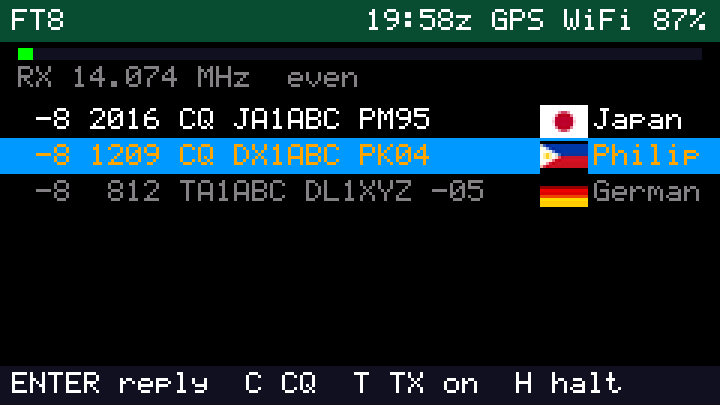 FT8 19:58z GPS WiFi 87%
RX 14.074 MHz even
-8 2016 CQ JA1ABC PM95 Japan
-8 1209 CQ DX1ABC PK04 Philip
-8 812 TA1ABC DL1XYZ -05 German
ENTER reply C CQ T TX on H halt